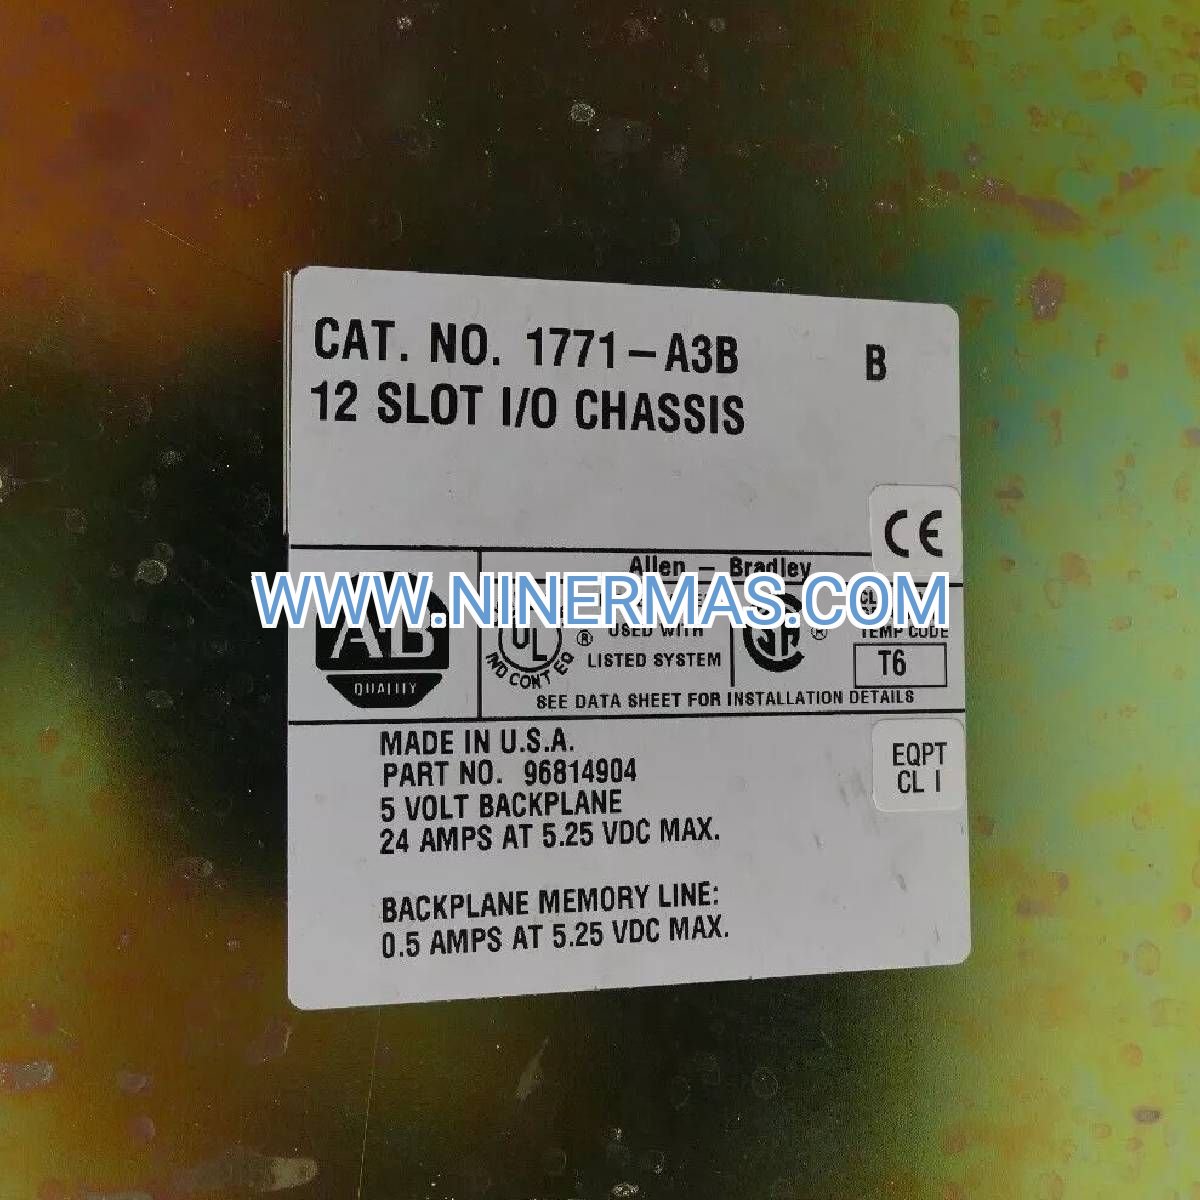 CAT. NO. 1771-A3B B
12 SLOT I/O CHASSIS
CE
Allen - Bradley
WWW.NINERMAS.COM
A-B
QUALITY
UL
®
IND CONT EQ
USED WITH
LISTED SYSTEM
SA
®
TEMP CODE
T6
SEE DATA SHEET FOR INSTALLATION DETAILS
MADE IN U.S.A.
PART NO. 96814904
5 VOLT BACKPLANE
24 AMPS AT 5.25 VDC MAX.
EQPT
CL I
BACKPLANE MEMORY LINE:
0.5 AMPS AT 5.25 VDC MAX.